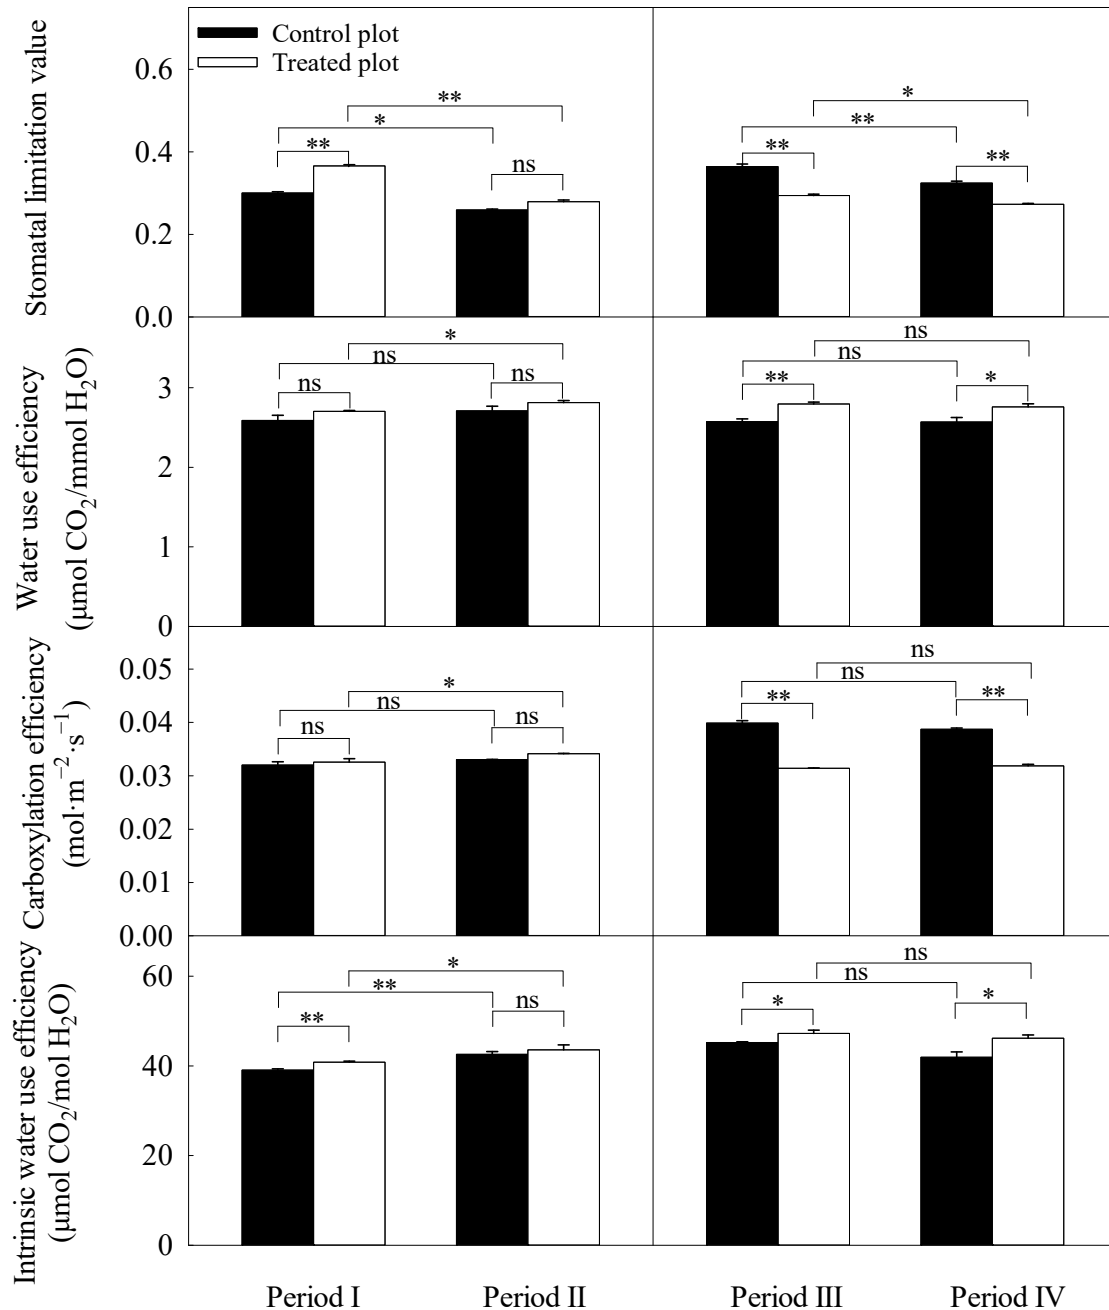 Stomatal limitation value
0.6
0.4
0.2
0.0
Control plot
Treated plot
**
*
**
ns
*
**
**
**
Water use efficiency
(μmol CO₂/mmol H₂O)
3
2
1
0
*
ns
ns
ns
ns
ns
**
*
Carboxylation efficiency
(mol·m⁻²·s⁻¹)
0.05
0.04
0.03
0.02
0.01
0.00
*
ns
ns
ns
ns
ns
**
**
Intrinsic water use efficiency
(μmol CO₂/mol H₂O)
60
40
20
0
*
**
**
ns
ns
ns
*
*
Period I
Period II
Period III
Period IV